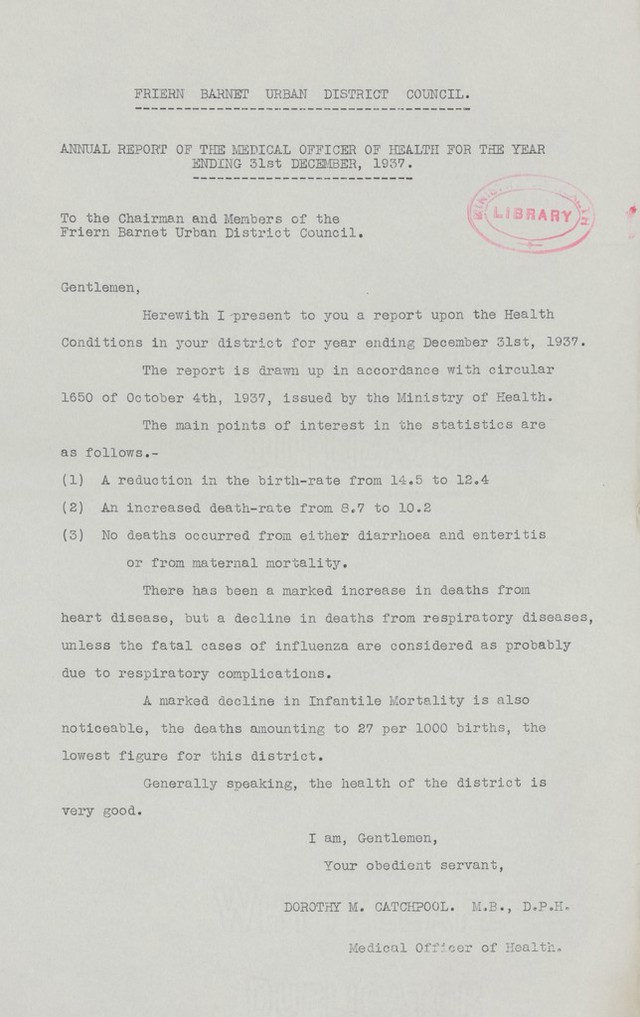 FRIERN BARNET URBAN DISTRICT COUNCIL.
ANNUAL REPORT OF THE MEDICAL OFFICER OF HEALTH FOR THE YEAR
ENDING 31st DECEMBER, 1937.
LIBRARY
To the Chairman and Members of the
Friern Barnet Urban District Council.
Gentlemen,
Herewith I present to you a report upon the Health
Conditions in your district for year ending December 31st, 1937.
The report is drawn up in accordance with circular
1650 of October 4th, 1937, issued by the Ministry of Health.
The main points of interest in the statistics are
as follows.-
(1) A reduction in the birth-rate from 14.5 to 12.4
(2) An increased death-rate from 8.7 to 10.2
(3) No deaths occurred from either diarrhoea and enteritis
or from maternal mortality.
There has been a marked increase in deaths from
heart disease, but a decline in deaths from respiratory diseases,
unless the fatal cases of influenza are considered as probably
due to respiratory complications.
A marked decline in Infantile Mortality is also
noticeable, the deaths amounting to 27 per 1000 births, the
lowest figure for this district.
Generally speaking, the health of the district is
very good.
I am, Gentlemen,
Your obedient servant,
DOROTHY M. CATCHPOOL. M.B., D.P.H.
Medical Officer of Health.